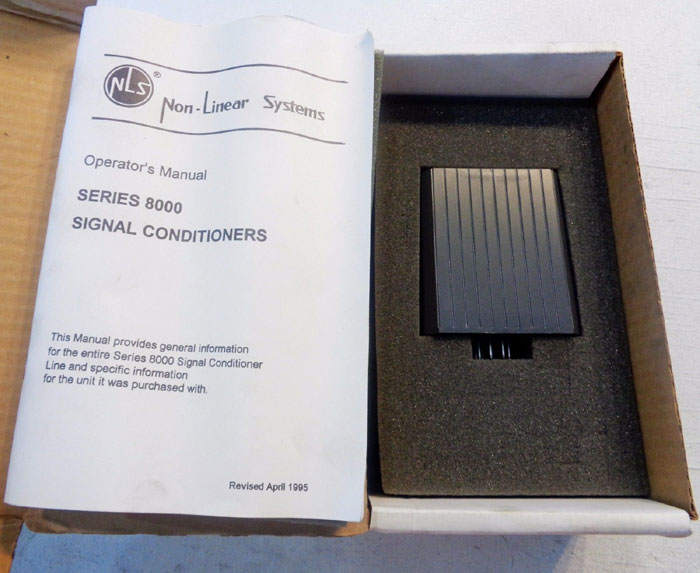 NLS®
Non-Linear Systems
Operator's Manual
SERIES 8000
SIGNAL CONDITIONERS
This Manual provides general information
for the entire Series 8000 Signal Conditioner
Line and specific information
for the unit it was purchased with.
Revised April 1995